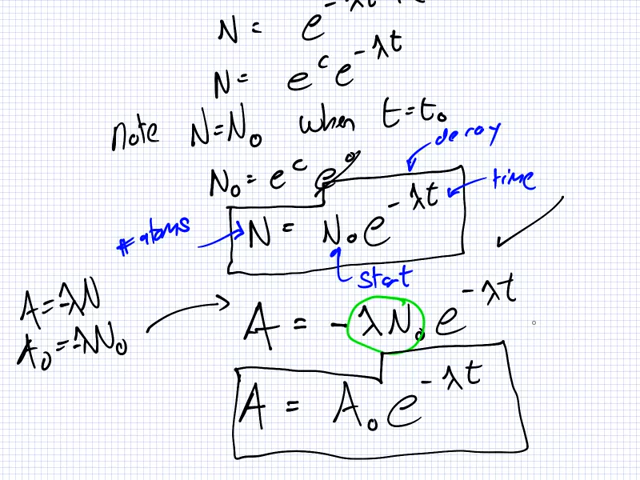 N = e^-λt
N = e^c e^-λt
note N=N₀ when t=t₀
decay
N₀ = e^c e⁰
time
# atoms
N = N₀e^-λt
start
A=-λN
A₀=-λN₀
A = -λN₀e^-λt
A = A₀e^-λt